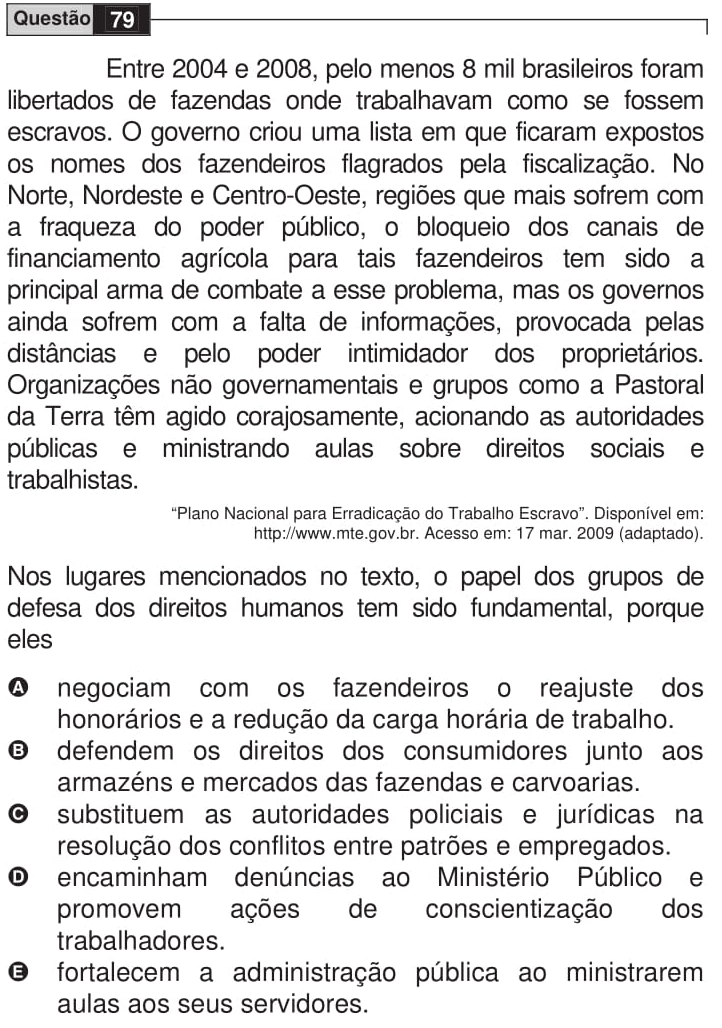 Questão 79
Entre 2004 e 2008, pelo menos 8 mil brasileiros foram
libertados de fazendas onde trabalhavam como se fossem
escravos. O governo criou uma lista em que ficaram expostos
os nomes dos fazendeiros flagrados pela fiscalização. No
Norte, Nordeste e Centro-Oeste, regiões que mais sofrem com
a fraqueza do poder público, o bloqueio dos canais de
financiamento agrícola para tais fazendeiros tem sido a
principal arma de combate a esse problema, mas os governos
ainda sofrem com a falta de informações, provocada pelas
distâncias e pelo poder intimidador dos proprietários.
Organizações não governamentais e grupos como a Pastoral
da Terra têm agido corajosamente, acionando as autoridades
públicas e ministrando aulas sobre direitos sociais e
trabalhistas.
“Plano Nacional para Erradicação do Trabalho Escravo”. Disponível em:
http://www.mte.gov.br. Acesso em: 17 mar. 2009 (adaptado).
Nos lugares mencionados no texto, o papel dos grupos de
defesa dos direitos humanos tem sido fundamental, porque
eles
A negociam com os fazendeiros o reajuste dos
honorários e a redução da carga horária de trabalho.
B defendem os direitos dos consumidores junto aos
armazéns e mercados das fazendas e carvoarias.
C substituem as autoridades policiais e jurídicas na
resolução dos conflitos entre patrões e empregados.
D encaminham denúncias ao Ministério Público e
promovem ações de conscientização dos
trabalhadores.
E fortalecem a administração pública ao ministrarem
aulas aos seus servidores.